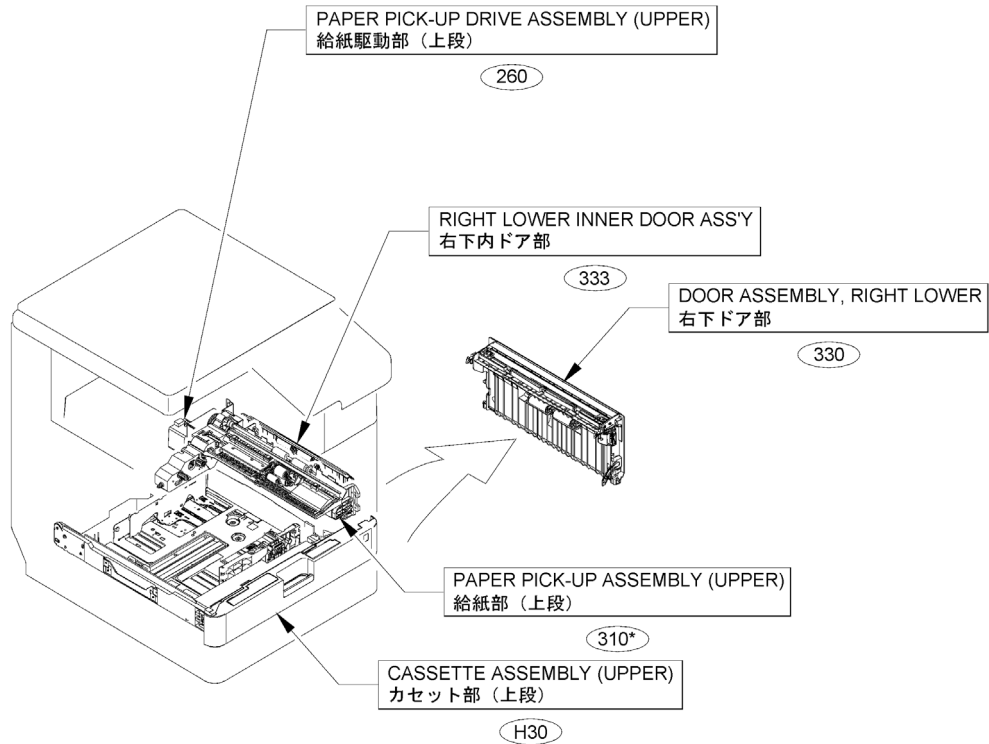 PAPER PICK-UP DRIVE ASSEMBLY (UPPER)
給紙駆動部（上段）
260
RIGHT LOWER INNER DOOR ASS'Y
右下内ドア部
333
DOOR ASSEMBLY, RIGHT LOWER
右下ドア部
330
PAPER PICK-UP ASSEMBLY (UPPER)
給紙部（上段）
310*
CASSETTE ASSEMBLY (UPPER)
カセット部（上段）
H30